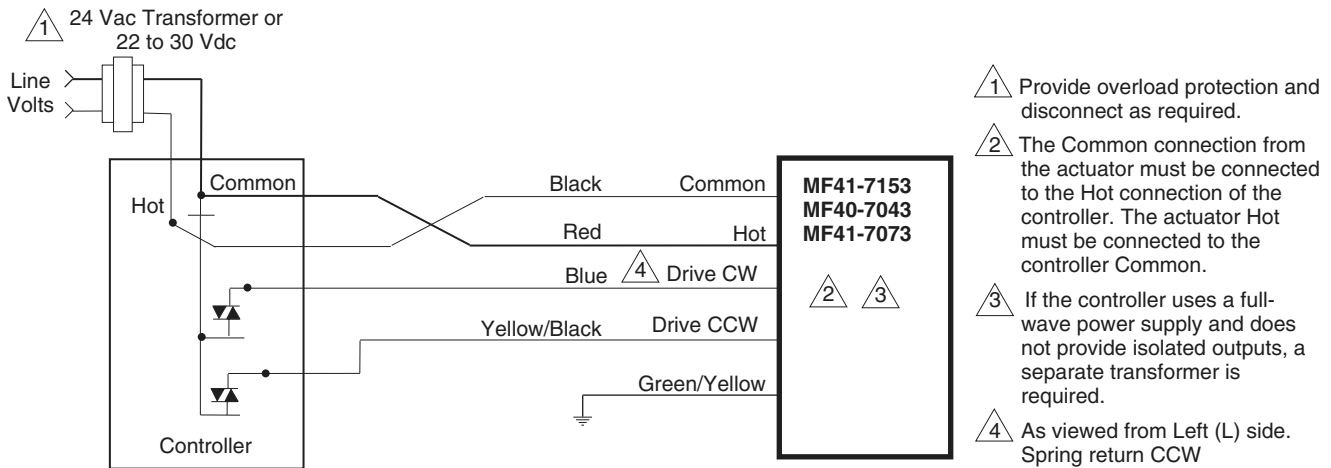 1
24 Vac Transformer or
22 to 30 Vdc
Line
Volts
Common
Hot
Controller
Black
Common
Red
Hot
Blue
4
Drive CW
Yellow/Black
Drive CCW
Green/Yellow
MF41-7153
MF40-7043
MF41-7073
2
3
1 Provide overload protection and
disconnect as required.
2 The Common connection from
the actuator must be connected
to the Hot connection of the
controller. The actuator Hot
must be connected to the
controller Common.
3 If the controller uses a full-
wave power supply and does
not provide isolated outputs, a
separate transformer is
required.
4 As viewed from Left (L) side.
Spring return CCW